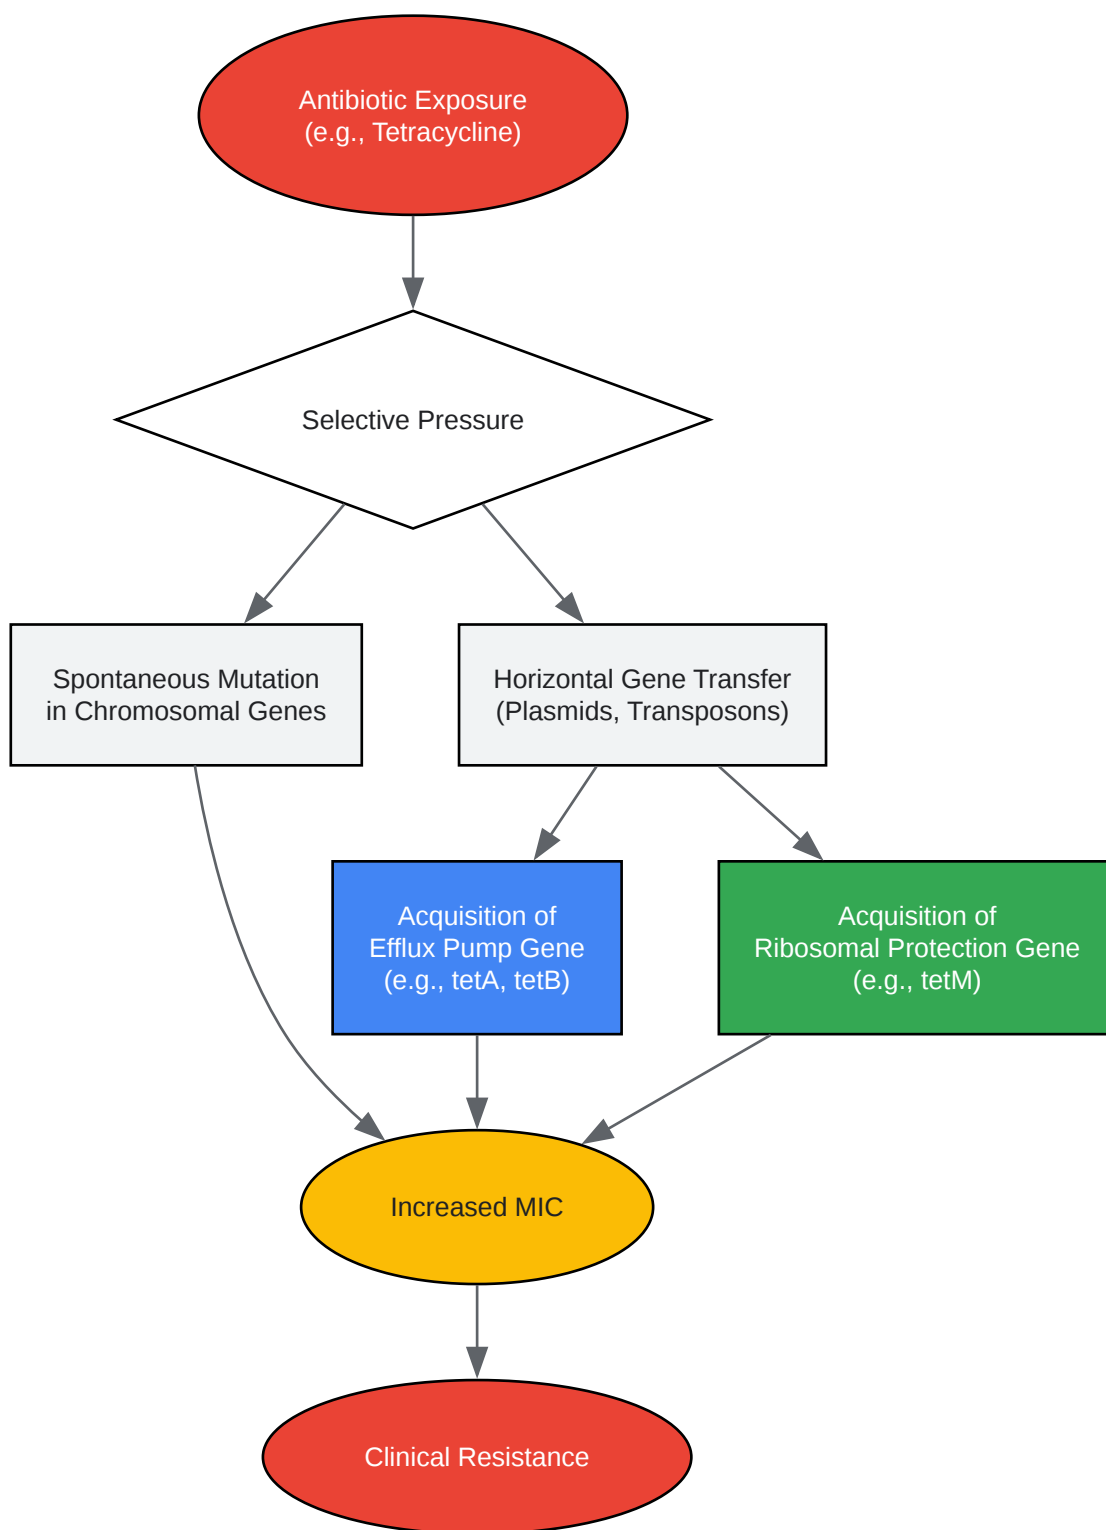 Antibiotic Exposure
(e.g., Tetracycline)
Selective Pressure
Spontaneous Mutation
in Chromosomal Genes
Horizontal Gene Transfer
(Plasmids, Transposons)
Acquisition of
Efflux Pump Gene
(e.g., tetA, tetB)
Acquisition of
Ribosomal Protection Gene
(e.g., tetM)
Increased MIC
Clinical Resistance